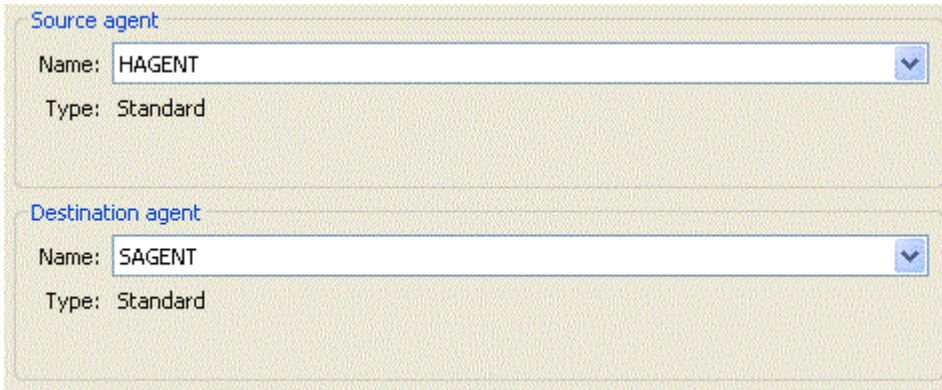 Source agent
Name: HAGENT
Type: Standard
Destination agent
Name: SAGENT
Type: Standard